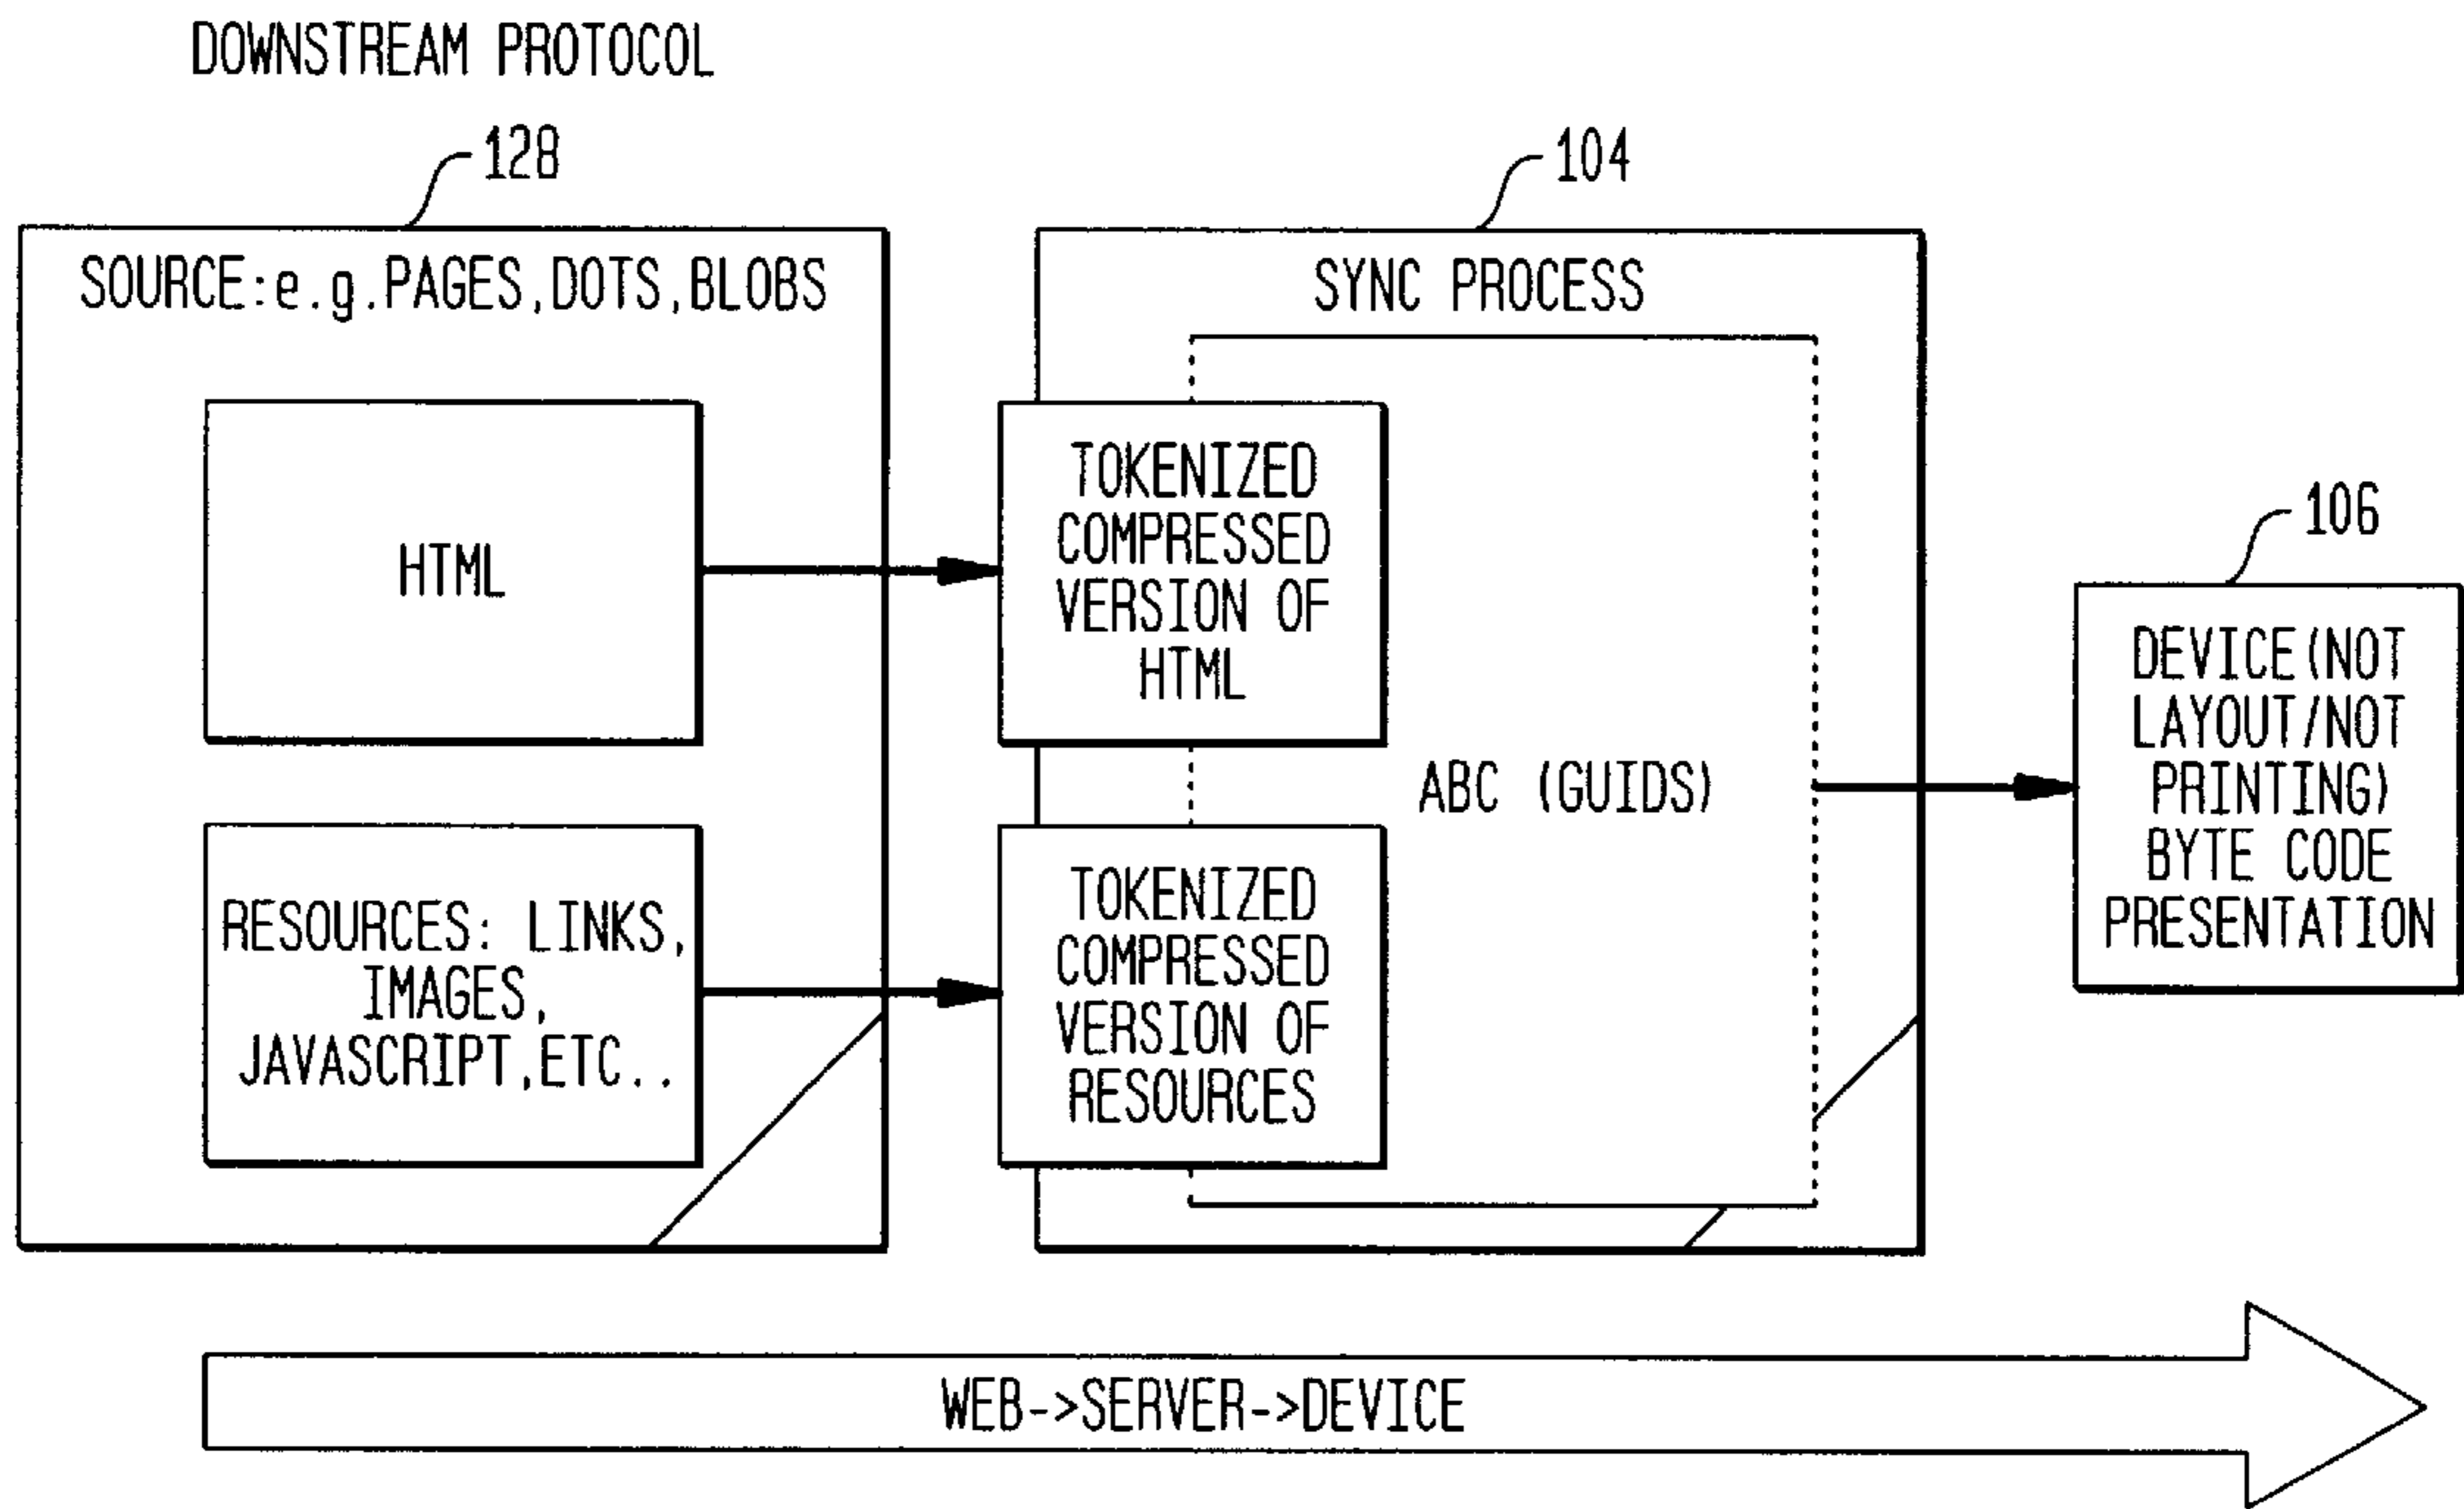 DOWNSTREAM PROTOCOL
128
104
SOURCE:e.g.PAGES,DOTS,BLOBS
SYNC PROCESS
HTML
TOKENIZED
COMPRESSED
VERSION OF
HTML
106
DEVICE(NOT
LAYOUT/NOT
PRINTING)
BYTE CODE
PRESENTATION
ABC (GUIDS)
RESOURCES: LINKS,
IMAGES,
JAVASCRIPT,ETC..
TOKENIZED
COMPRESSED
VERSION OF
RESOURCES
WEB->SERVER->DEVICE